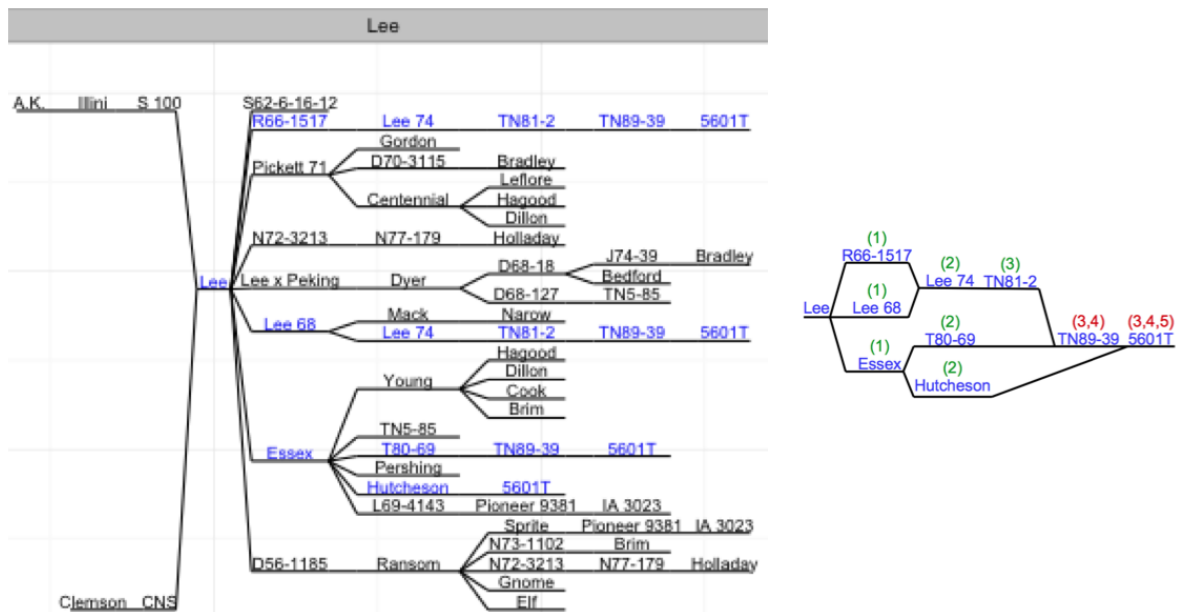 Lee
A.K. Illini S 100
S62-6-16-12
R66-1517 Lee 74 TN81-2 TN89-39 5601T
Gordon
Pickett 71 D70-3115 Bradley
Leflore
Centennial Hagood
Dillon
N72-3213 N77-179 Holladay
J74-39 Bradley
D68-18
Lee Lee x Peking Dyer Bedford
D68-127 TN5-85
Mack Narow
Lee 68 Lee 74 TN81-2 TN89-39 5601T
Hagood
Young Dillon
Cook
Brim
TN5-85
Essex T80-69 TN89-39 5601T
Pershing
Hutcheson 5601T
L69-4143 Pioneer 9381 IA 3023
Sprite Pioneer 9381 IA 3023
N73-1102 Brim
D56-1185 Ransom N72-3213 N77-179 Holladay
Gnome
Clemson CNS Elf
(1)
R66-1517 (2) (3)
Lee 74 TN81-2
(1)
Lee Lee 68
(2) (3,4) (3,4,5)
(1) T80-69 TN89-39 5601T
Essex (2)
Hutcheson